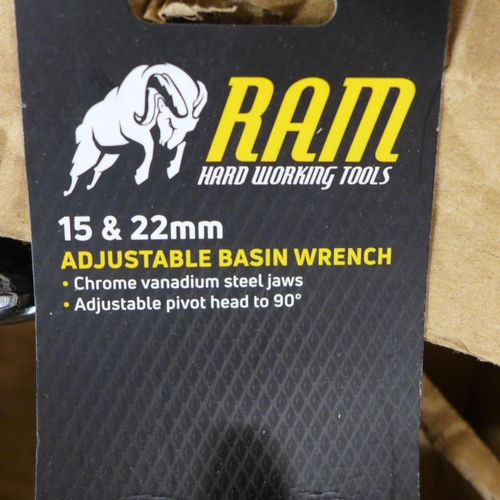 RAM
HARD WORKING TOOLS
15 & 22mm
ADJUSTABLE BASIN WRENCH
• Chrome vanadium steel jaws
• Adjustable pivot head to 90°